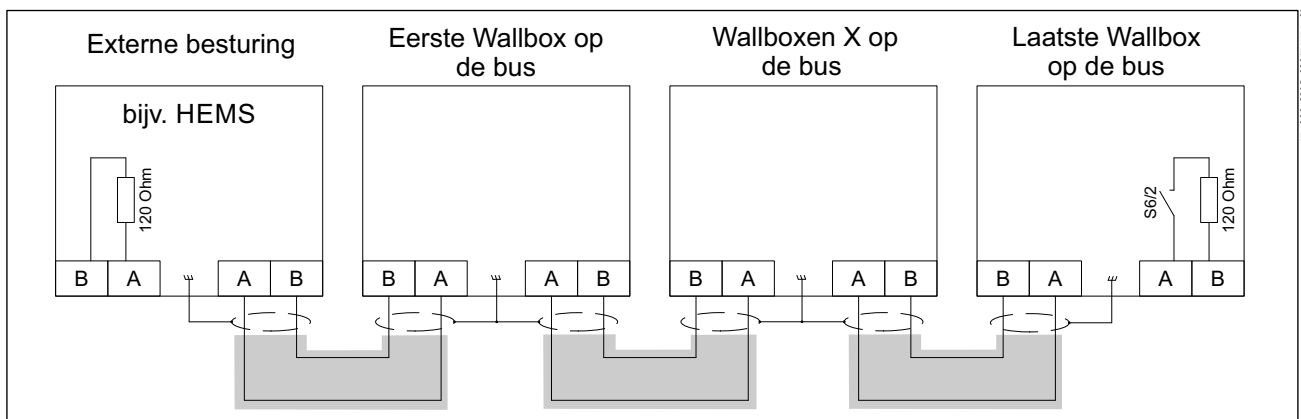 Externe besturing
Eerste Wallbox op
de bus
Wallboxen X op
de bus
Laatste Wallbox
op de bus
bijv. HEMS
120 Ohm
S6/2
120 Ohm
B A A B
B A A B
B A A B
B A A B